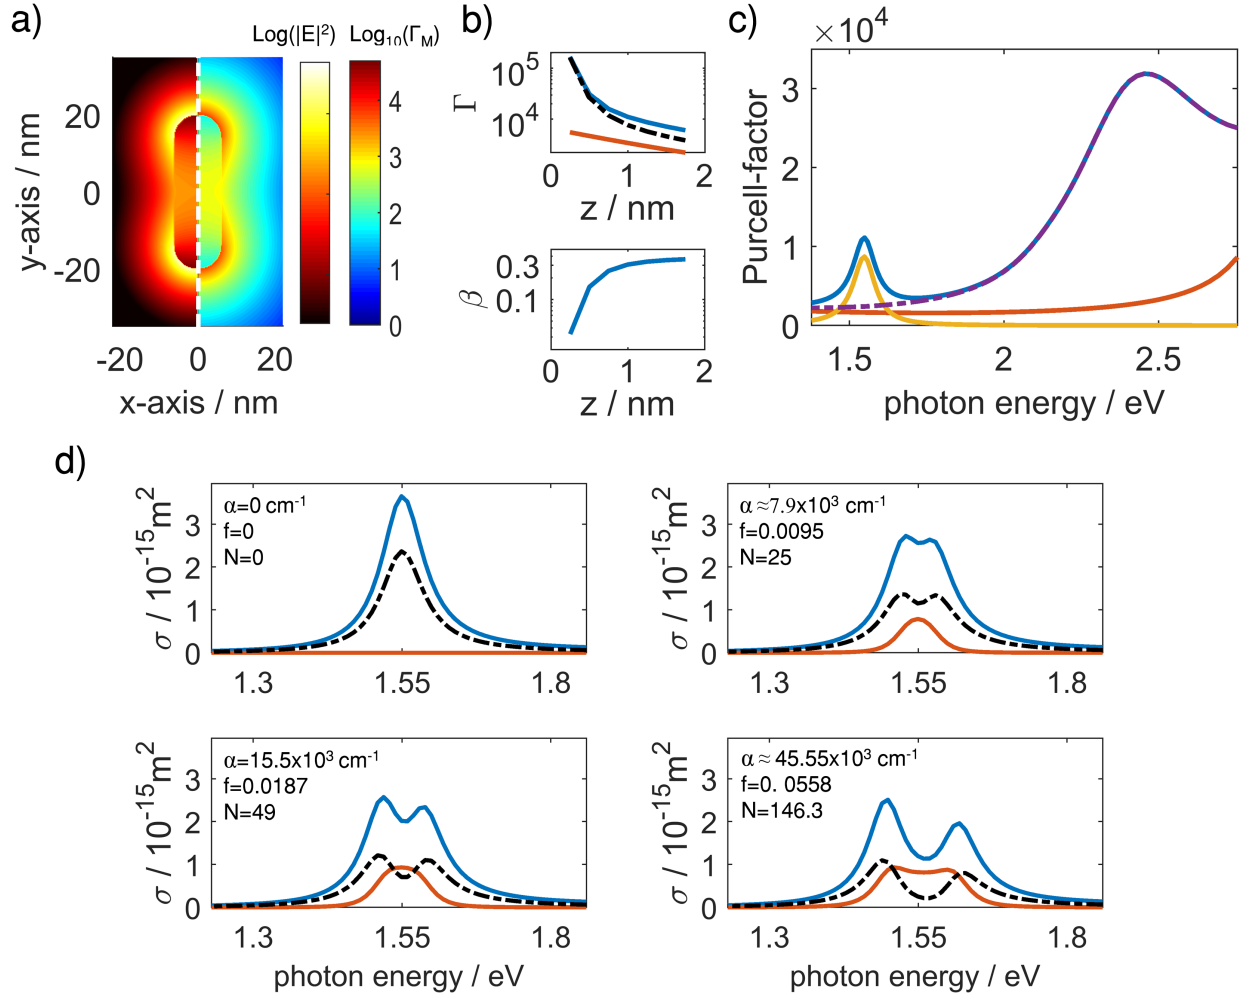 a)
Log(|E|²) Log₁₀(Γ_M)
20
0
-20
y-axis / nm
-20 0 20
x-axis / nm
4
3
2
1
0
b)
10⁵
10⁴
Γ
0 1 2
z / nm
0.3
0.1
β
0 1 2
z / nm
c)
×10⁴
3
2
1
0
Purcell-factor
1.5 2 2.5
photon energy / eV
d)
α=0 cm⁻¹
f=0
N=0
3
2
1
0
σ / 10⁻¹⁵m²
1.3 1.55 1.8
α≈7.9x10³ cm⁻¹
f=0.0095
N=25
3
2
1
0
σ / 10⁻¹⁵m²
1.3 1.55 1.8
α=15.5x10³ cm⁻¹
f=0.0187
N=49
3
2
1
0
σ / 10⁻¹⁵m²
1.3 1.55 1.8
photon energy / eV
α≈45.55x10³ cm⁻¹
f=0. 0558
N=146.3
3
2
1
0
σ / 10⁻¹⁵m²
1.3 1.55 1.8
photon energy / eV